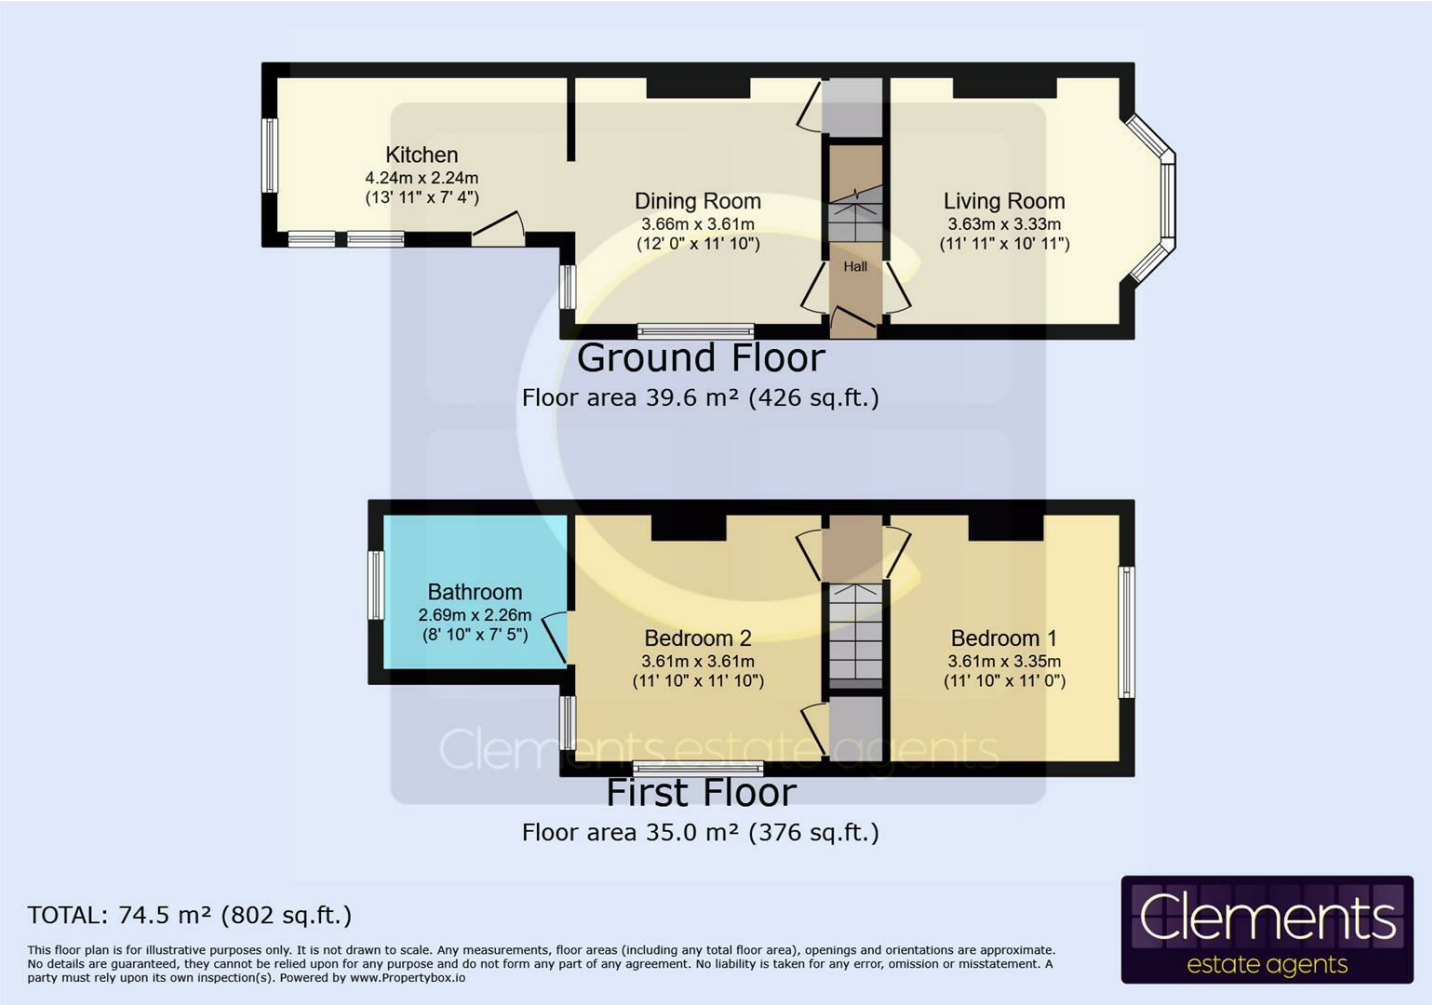 Kitchen
4.24m x 2.24m
(13' 11" x 7' 4")
Dining Room
3.66m x 3.61m
(12' 0" x 11' 10")
Hall
Living Room
3.63m x 3.33m
(11' 11" x 10' 11")
Ground Floor
Floor area 39.6 m² (426 sq.ft.)
Bathroom
2.69m x 2.26m
(8' 10" x 7' 5")
Bedroom 2
3.61m x 3.61m
(11' 10" x 11' 10")
Bedroom 1
3.61m x 3.35m
(11' 10" x 11' 0")
Clements estate agents
First Floor
Floor area 35.0 m² (376 sq.ft.)
TOTAL: 74.5 m² (802 sq.ft.)
This floor plan is for illustrative purposes only. It is not drawn to scale. Any measurements, floor areas (including any total floor area), openings and orientations are approximate.
No details are guaranteed, they cannot be relied upon for any purpose and do not form any part of any agreement. No liability is taken for any error, omission or misstatement. A
party must rely upon its own inspection(s). Powered by www.Propertybox.io
Clements
estate agents